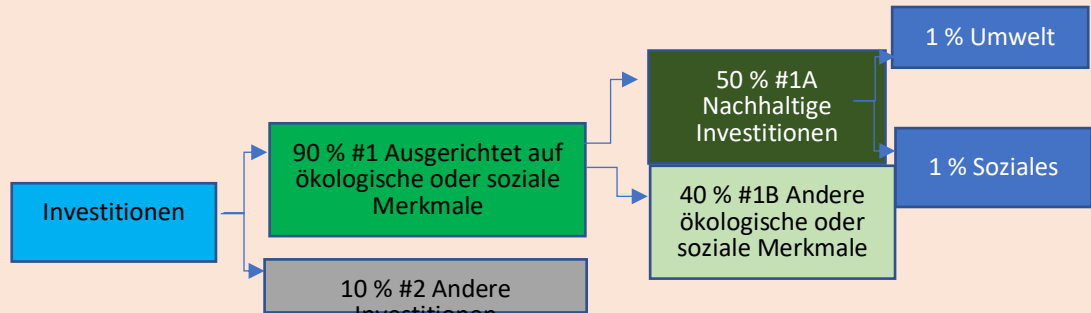 Investitionen
90 % #1 Ausgerichtet auf
ökologische oder soziale
Merkmale
10 % #2 Andere
Investitionen
50 % #1A
Nachhaltige
Investitionen
40 % #1B Andere
ökologische oder
soziale Merkmale
1 % Umwelt
1 % Soziales